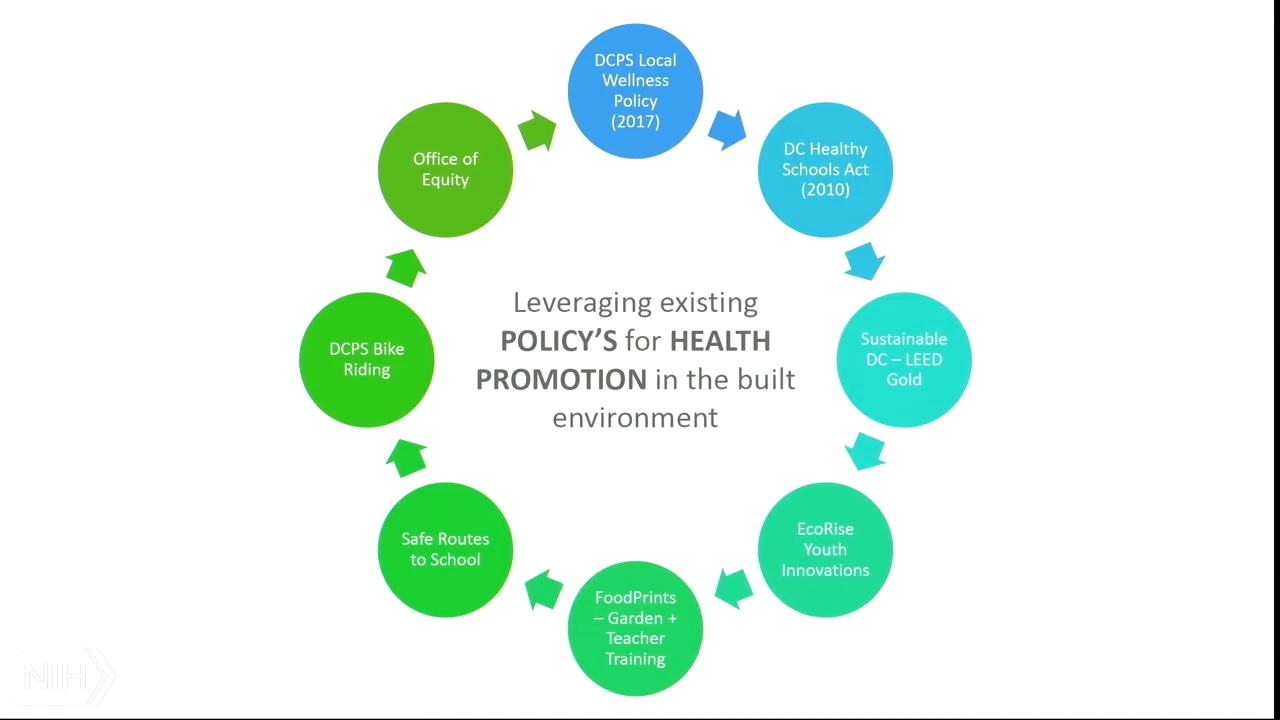 DCPS Local
Wellness
Policy
(2017)
DC Healthy
Schools Act
(2010)
Sustainable
DC – LEED
Gold
EcoRise
Youth
Innovations
FoodPrints
– Garden +
Teacher
Training
Safe Routes
to School
DCPS Bike
Riding
Office of
Equity
Leveraging existing
POLICY’S for HEALTH
PROMOTION in the built
environment
NIH